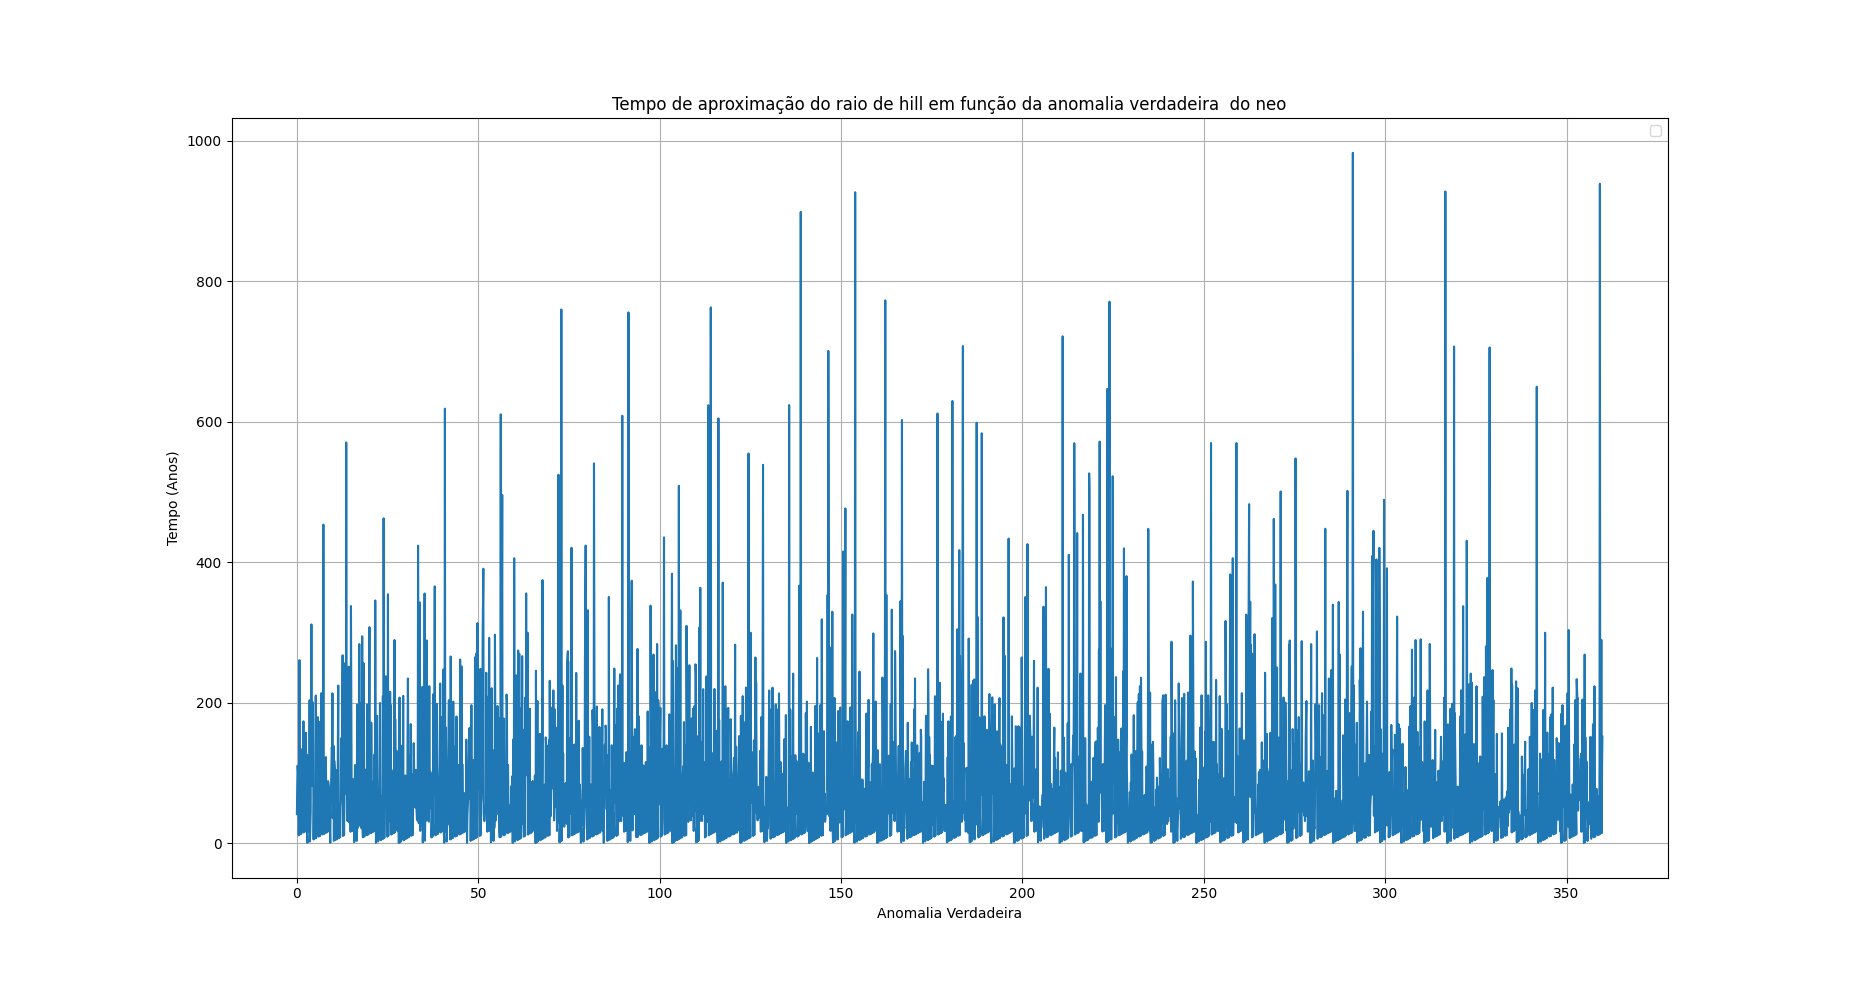 Tempo de aproximação do raio de hill em função da anomalia verdadeira  do neo
1000
800
600
400
200
0
Tempo (Anos)
0 50 100 150 200 250 300 350
Anomalia Verdadeira